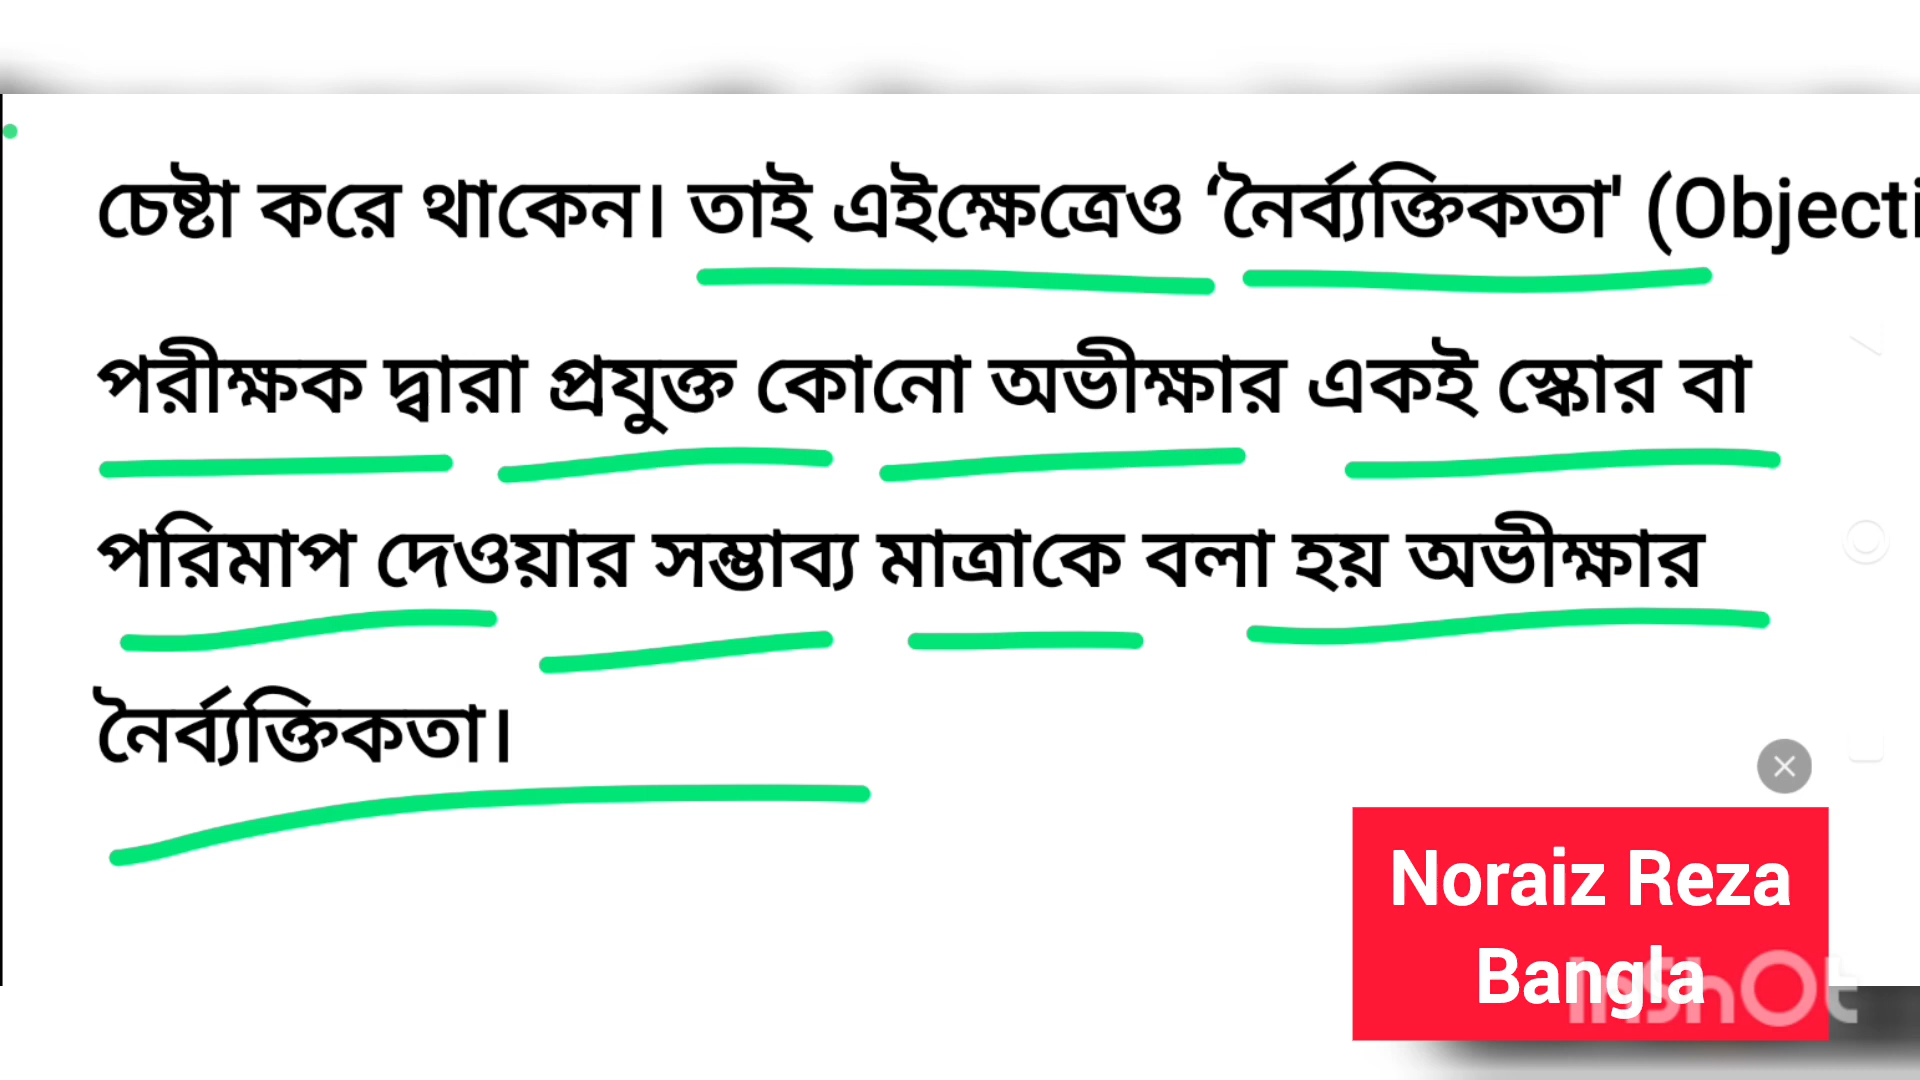 চেষ্টা করে থাকেন। তাই এইক্ষেত্রেও ‘নৈর্ব্যক্তিকতা' (Objecti
পরীক্ষক দ্বারা প্রযুক্ত কোনো অভীক্ষার একই স্কোর বা
পরিমাপ দেওয়ার সম্ভাব্য মাত্রাকে বলা হয় অভীক্ষার
নৈর্ব্যক্তিকতা।
Noraiz Reza
Bangla
InShOt